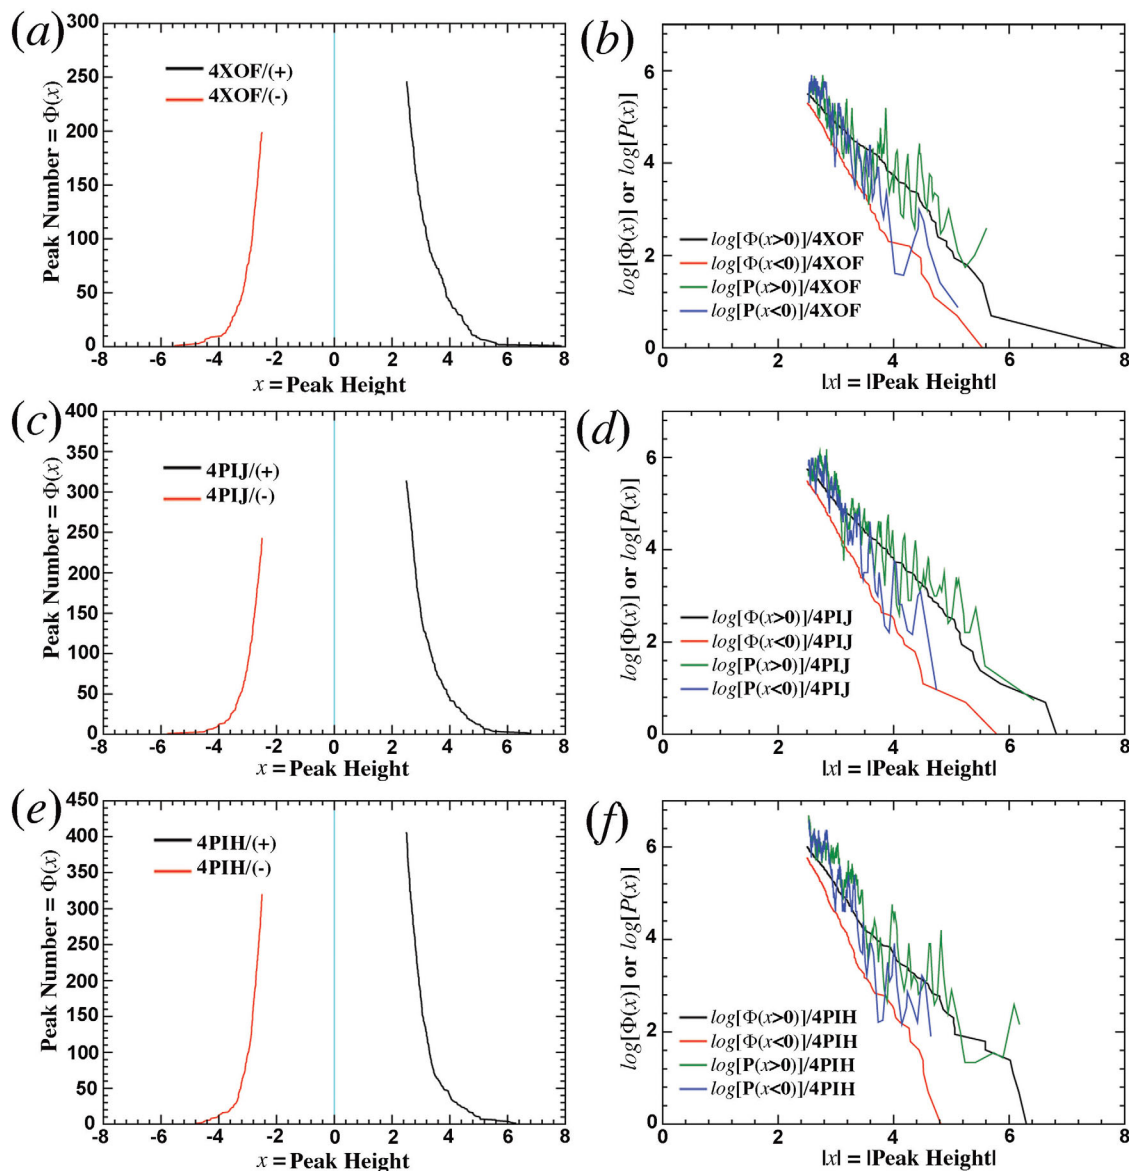 (a)
300
250
200
150
100
50
0
Peak Number = Φ(x)
4XOF/(+)
4XOF/(-)
-8 -6 -4 -2 0 2 4 6 8
x = Peak Height
(b)
6
4
2
0
log[Φ(x)] or log[P(x)]
log[Φ(x>0)]/4XOF
log[Φ(x<0)]/4XOF
log[P(x>0)]/4XOF
log[P(x<0)]/4XOF
0 2 4 6 8
|x| = |Peak Height|
(c)
400
350
300
250
200
150
100
50
0
Peak Number = Φ(x)
4PIJ/(+)
4PIJ/(-)
-8 -6 -4 -2 0 2 4 6 8
x = Peak Height
(d)
6
4
2
0
log[Φ(x)] or log[P(x)]
log[Φ(x>0)]/4PIJ
log[Φ(x<0)]/4PIJ
log[P(x>0)]/4PIJ
log[P(x<0)]/4PIJ
0 2 4 6 8
|x| = |Peak Height|
(e)
450
400
350
300
250
200
150
100
50
0
Peak Number = Φ(x)
4PIH/(+)
4PIH/(-)
-8 -6 -4 -2 0 2 4 6 8
x = Peak Height
(f)
6
4
2
0
log[Φ(x)] or log[P(x)]
log[Φ(x>0)]/4PIH
log[Φ(x<0)]/4PIH
log[P(x>0)]/4PIH
log[P(x<0)]/4PIH
0 2 4 6 8
|x| = |Peak Height|